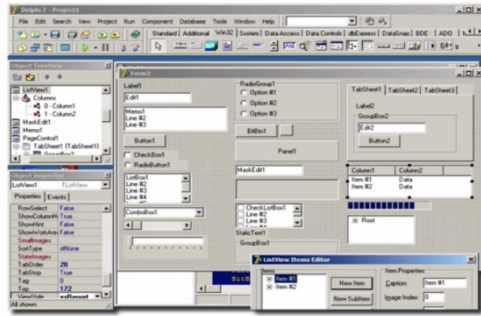 Delphi 7 - Project1
File Edit Search View Project Run Component Database Tools Window Help
Standard Additional Win32 System Data Access Data Controls dbExpress DataSnap BDE ADO
Object TreeView
ListView1
Columns
0 - Column1
1 - Column2
MaskEdit1
Memo1
PageControl1
TabSheet1 (TabSheet1)
GroupBox2
Object Inspector
ListView1 TListView
Properties Events
RowSelect False
ShowColumnH True
ShowHint False
ShowWorkArea False
SmallImages
SortType stNone
StateImages
TabOrder 20
TabStop True
Tag 0
Top 172
ViewStyle vsReport
All shown
Form1
Label1
Edit1
Memo1
Line #2
Line #3
Button1
CheckBox1
RadioButton1
ListBox1
Line #2
Line #3
Line #4
ComboBox1
RadioGroup1
Option #1
Option #2
Option #3
BitBtn1
Panel1
MaskEdit1
CheckListBox1
Line #2
Line #3
Line #4
StaticText1
GroupBox1
TabSheet1 TabSheet2 TabSheet3
Label2
GroupBox2
Edit2
Button2
Column1 Column2
Item #1 Data
Item #2 Data
Root
ListView Items Editor
Items
Item #1
Item #2
New Item
New SubItem
Item Properties
Caption: Item #1
Image Index: 0